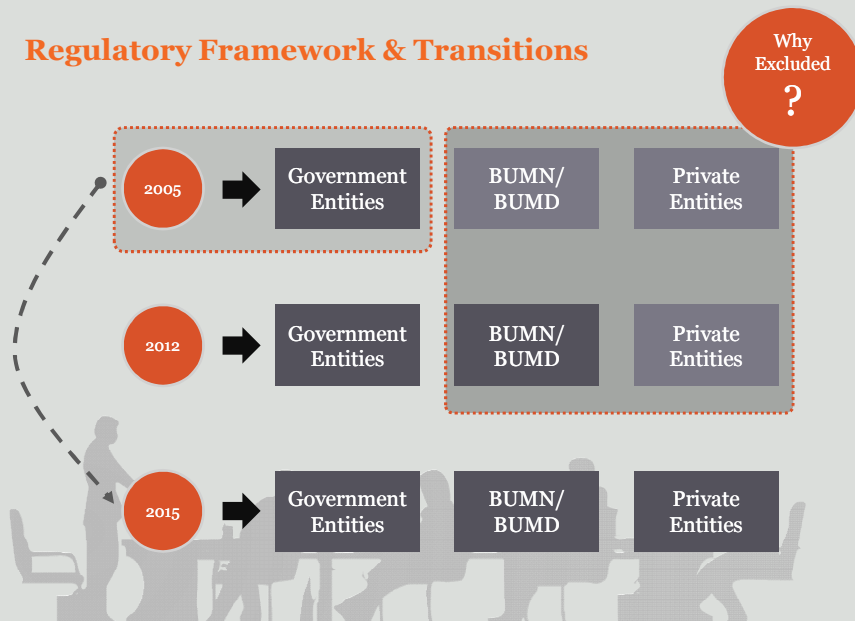 Regulatory Framework & Transitions
Why
Excluded
?
2005
Government
Entities
BUMN/
BUMD
Private
Entities
2012
Government
Entities
BUMN/
BUMD
Private
Entities
2015
Government
Entities
BUMN/
BUMD
Private
Entities